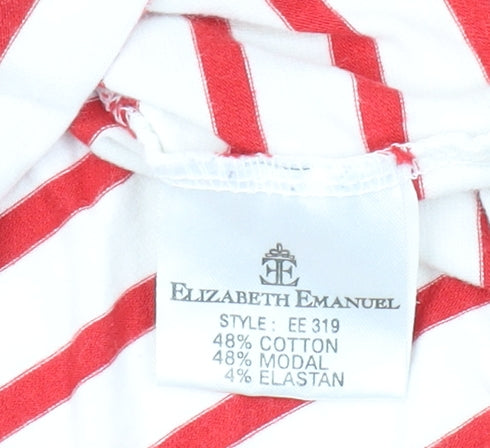 ELIZABETH EMANUEL
STYLE: EE 319
48% COTTON
48% MODAL
4% ELASTAN